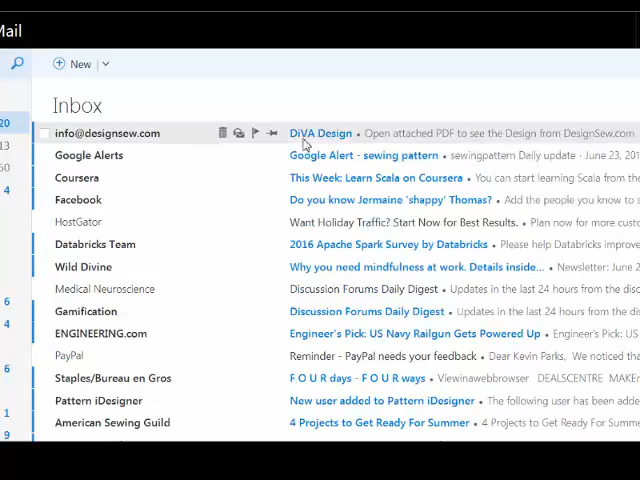 Mail
New
Inbox
20
info@designsew.com DiVA Design • Open attached PDF to see the Design from DesignSew.com
13
Google Alerts Google Alert - sewing pattern • sewingpattern Daily update · June 23, 201
50
Coursera This Week: Learn Scala on Coursera • You can start learning Scala from
4
Facebook Do you know Jermaine 'shappy' Thomas? • Add the people you know to s
HostGator Want Holiday Traffic? Start Now for Best Results. • Plan now for more custo
Databricks Team 2016 Apache Spark Survey by Databricks • Please help Databricks improve
Wild Divine Why you need mindfulness at work. Details inside... • Newsletter: June 2
Medical Neuroscience Discussion Forums Daily Digest • Updates in the last 24 hours from the disc
6
Gamification Discussion Forums Daily Digest • Updates in the last 24 hours from the disc
4
ENGINEERING.com Engineer's Pick: US Navy Railgun Gets Powered Up • Engineer's Pick: US
PayPal Reminder - PayPal needs your feedback • Dear Kevin Parks, We noticed tha
6
Staples/Bureau en Gros F O U R days - F O U R ways • Viewinawebbrowser DEALSCENTRE MAKEr
Pattern iDesigner New user added to Pattern iDesigner • The following user has been added
1
American Sewing Guild 4 Projects to Get Ready For Summer • 4 Projects to Get Ready For Summe
9